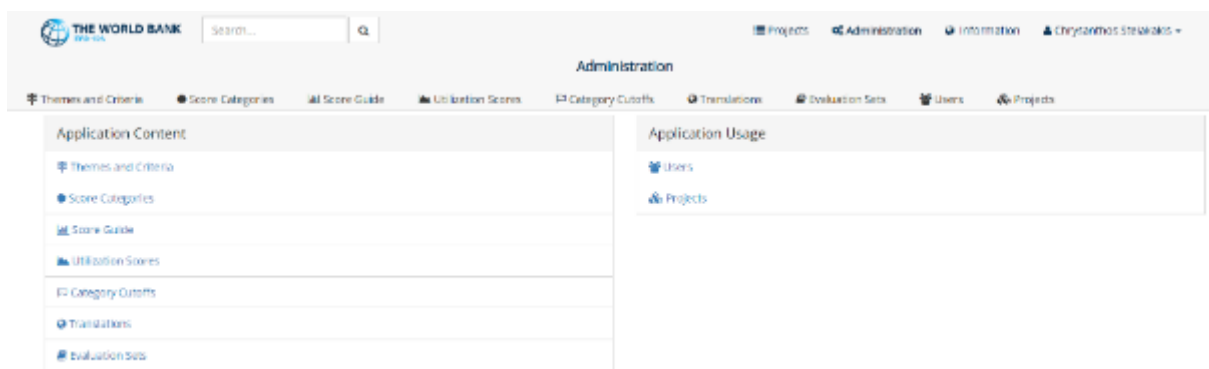 THE WORLD BANK Search... Projects Administration Information Chrysanthos
IBRD • IDA
Administration
Themes and Criteria Score Categories Score Guide Utilization Scores Category Cutoffs Translations Evaluation Sets Users Projects
Application Content Application Usage
Themes and Criteria Users
Score Categories Projects
Score Guide
Utilization Scores
Category Cutoffs
Translations
Evaluation Sets